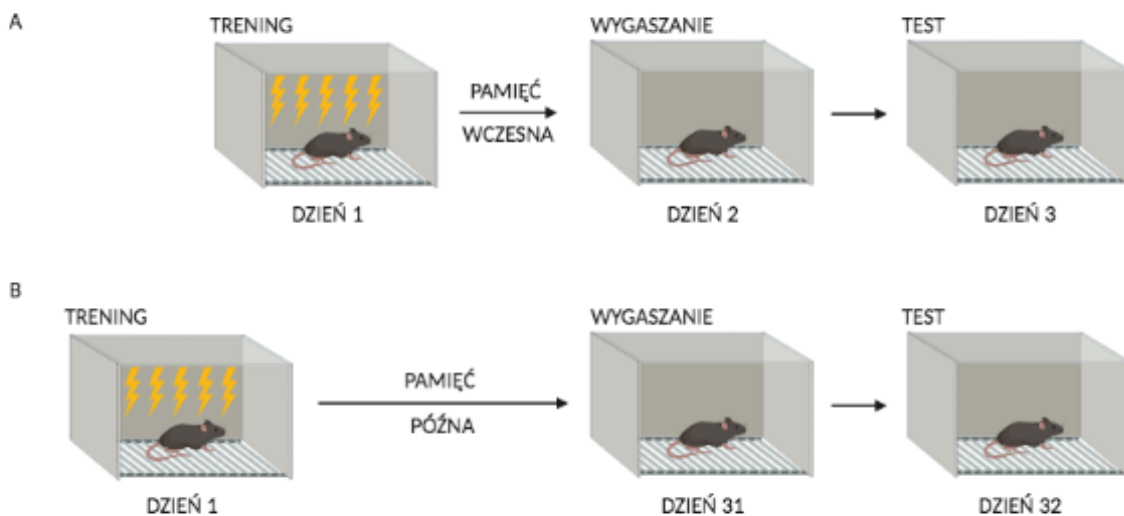 A
TRENING
WYGASZANIE
TEST
PAMIĘĆ
WCZESNA
DZIEŃ 1
DZIEŃ 2
DZIEŃ 3
B
TRENING
WYGASZANIE
TEST
PAMIĘĆ
PÓŹNA
DZIEŃ 1
DZIEŃ 31
DZIEŃ 32